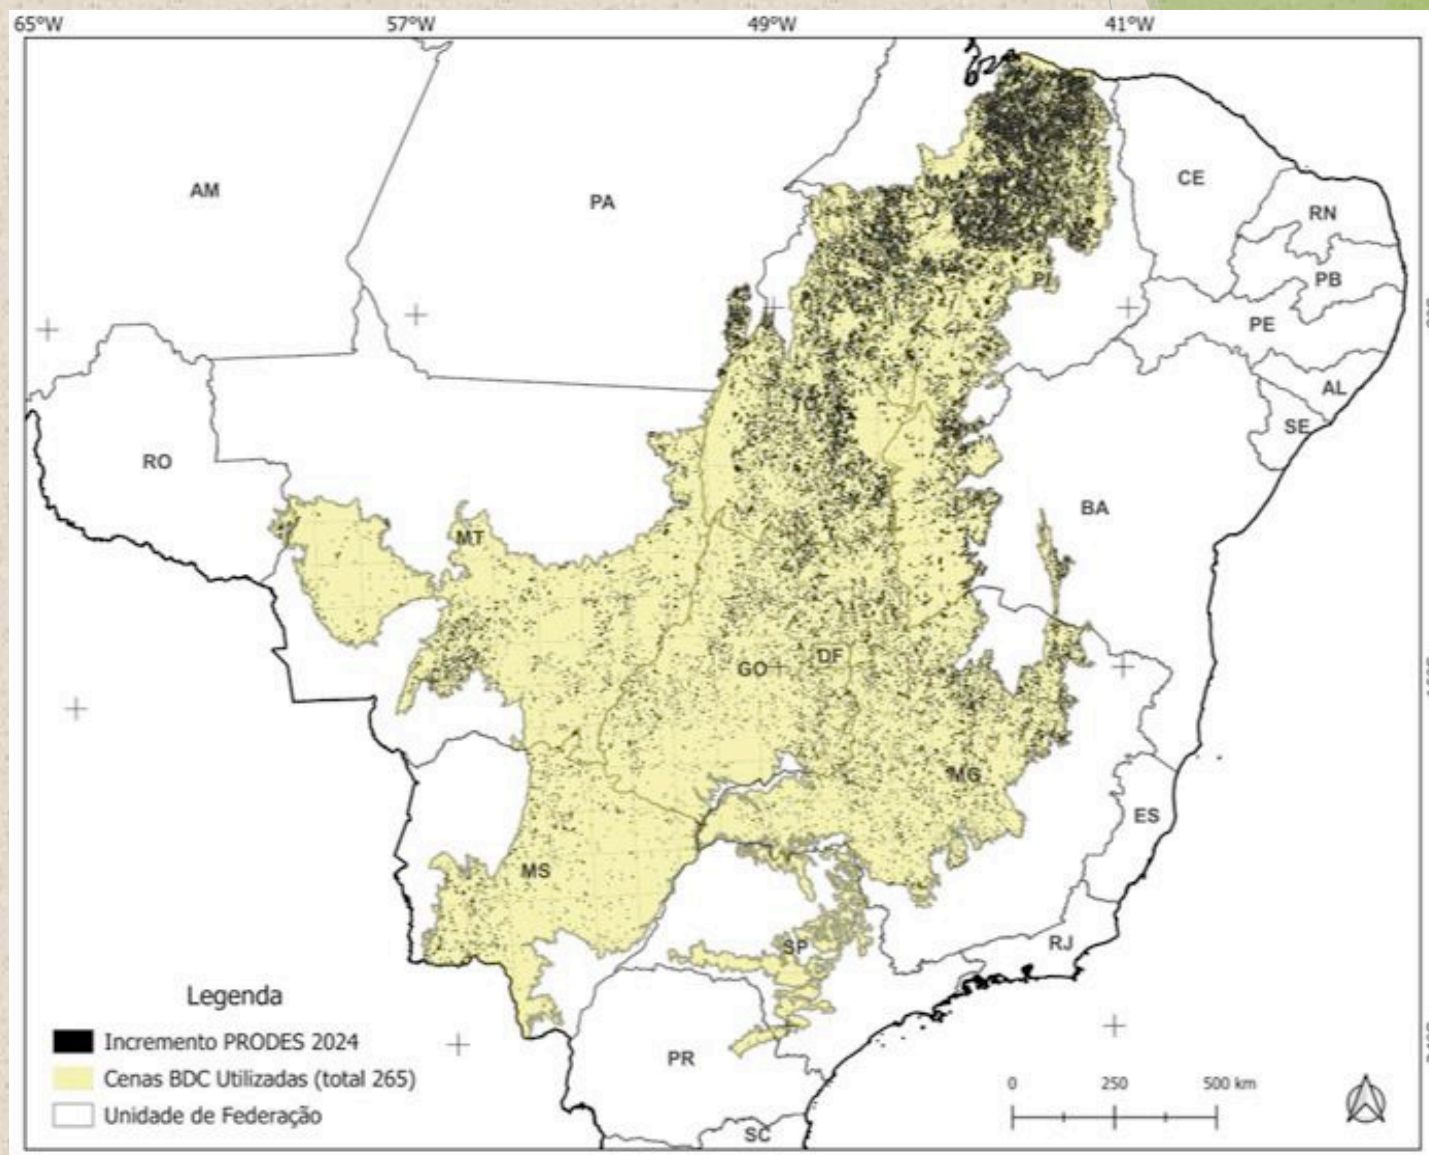 65°W 57°W 49°W 41°W
AM
PA
MA
CE
RN
PB
PI
PE
AL
TO
SE
RO
BA
MT
GO
DF
MG
ES
MS
SP
RJ
Legenda
Incremento PRODES 2024
Cenas BDC Utilizadas (total 265)
Unidade de Federação
PR
SC
0 250 500 km